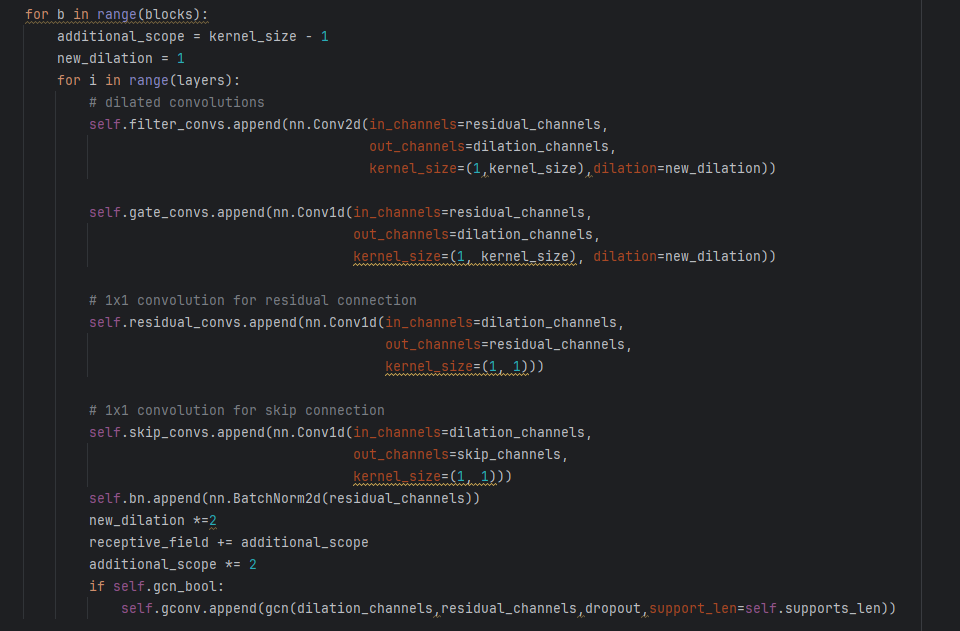 for b in range(blocks):
    additional_scope = kernel_size - 1
    new_dilation = 1
    for i in range(layers):
        # dilated convolutions
        self.filter_convs.append(nn.Conv2d(in_channels=residual_channels,
                                           out_channels=dilation_channels,
                                           kernel_size=(1,kernel_size),dilation=new_dilation))

        self.gate_convs.append(nn.Conv1d(in_channels=residual_channels,
                                         out_channels=dilation_channels,
                                         kernel_size=(1, kernel_size), dilation=new_dilation))

        # 1x1 convolution for residual connection
        self.residual_convs.append(nn.Conv1d(in_channels=dilation_channels,
                                             out_channels=residual_channels,
                                             kernel_size=(1, 1)))

        # 1x1 convolution for skip connection
        self.skip_convs.append(nn.Conv1d(in_channels=dilation_channels,
                                         out_channels=skip_channels,
                                         kernel_size=(1, 1)))
        self.bn.append(nn.BatchNorm2d(residual_channels))
        new_dilation *=2
        receptive_field += additional_scope
        additional_scope *= 2
        if self.gcn_bool:
            self.gconv.append(gcn(dilation_channels,residual_channels,dropout,support_len=self.supports_len))